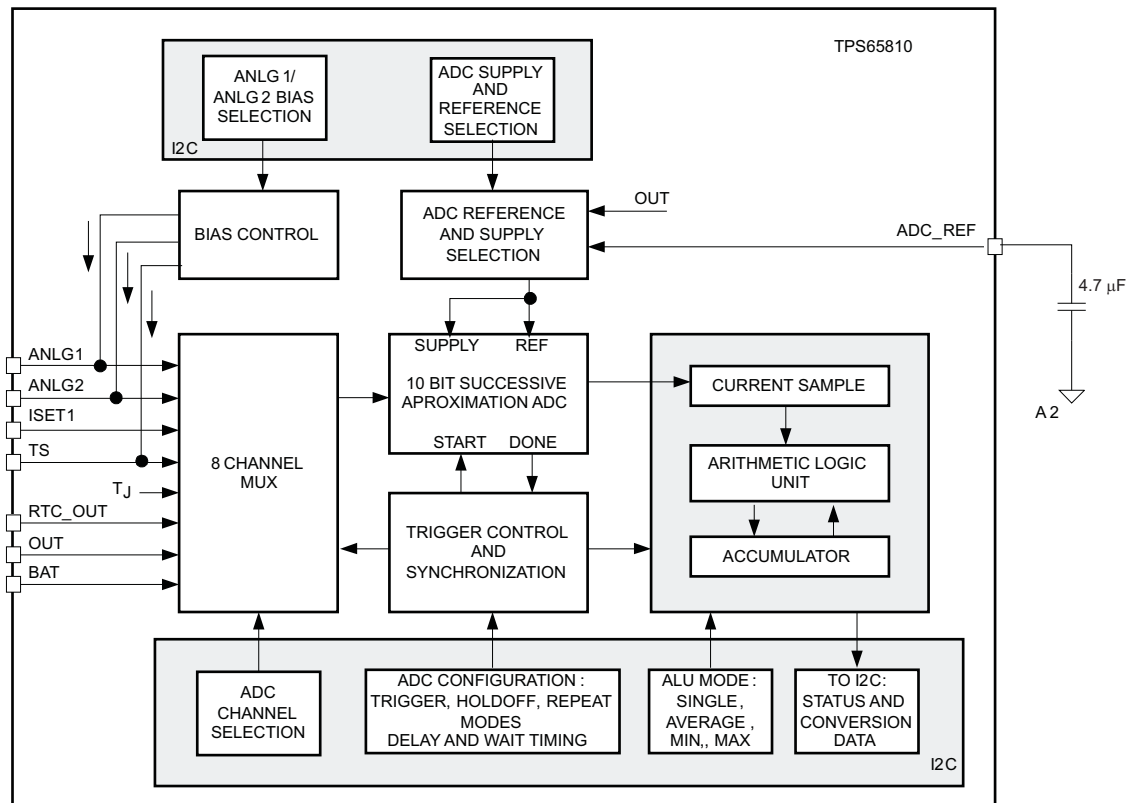 TPS65810
ANLG 1/
ANLG 2 BIAS
SELECTION
ADC SUPPLY
AND
REFERENCE
SELECTION
I2C
BIAS CONTROL
ADC REFERENCE
AND SUPPLY
SELECTION
OUT
ADC_REF
4.7 µF
A 2
ANLG1
ANLG2
ISET1
TS
TJ
RTC_OUT
OUT
BAT
8 CHANNEL
MUX
SUPPLY
REF
10 BIT SUCCESSIVE
APROXIMATION ADC
START
DONE
TRIGGER CONTROL
AND
SYNCHRONIZATION
CURRENT SAMPLE
ARITHMETIC LOGIC
UNIT
ACCUMULATOR
ADC
CHANNEL
SELECTION
ADC CONFIGURATION :
TRIGGER, HOLDOFF, REPEAT
MODES
DELAY AND WAIT TIMING
ALU MODE :
SINGLE ,
AVERAGE ,
MIN,, MAX
TO I2C:
STATUS AND
CONVERSION
DATA
I2C